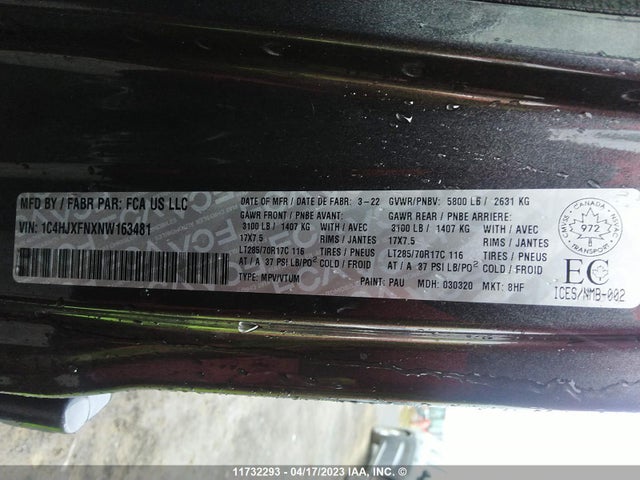 MFD BY / FABR PAR: FCA US LLC
VIN: 1C4HJXFNXNW163481
DATE OF MFR / DATE DE FABR: 3-22 GVWR/PNBV: 5800 LB / 2631 KG
GAWR FRONT / PNBE AVANT: GAWR REAR / PNBE ARRIERE:
3100 LB / 1407 KG WITH / AVEC 3100 LB / 1407 KG WITH / AVEC
17X7.5 RIMS / JANTES 17X7.5 RIMS / JANTES
LT285/70R17C 116 TIRES / PNEUS LT285/70R17C 116 TIRES / PNEUS
AT / A 37 PSI LB/PO² COLD/FROID AT / A 37 PSI LB/PO² COLD/FROID
TYPE: MPV/VTUM PAINT: PAU MDH: 030320 MKT: 8HF
CANADA
CMVSS NSVAC
972
TRANSPORT
EC
ICES/NMB-002
11732293 - 04/17/2023 IAA, INC. ©